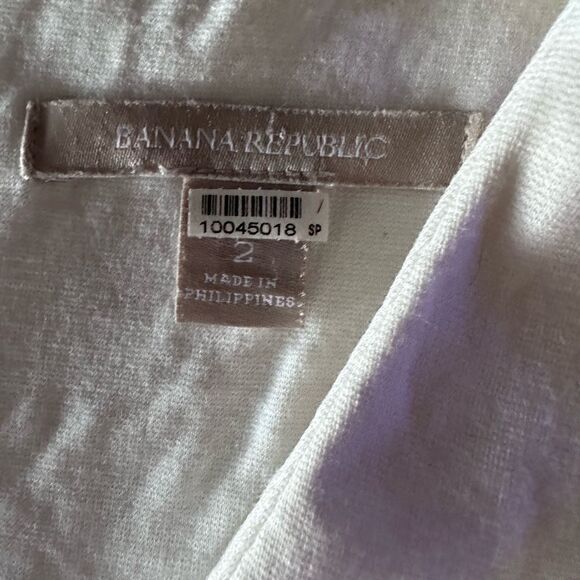 BANANA REPUBLIC
/
10045018 SP
2
MADE IN
PHILIPPINES